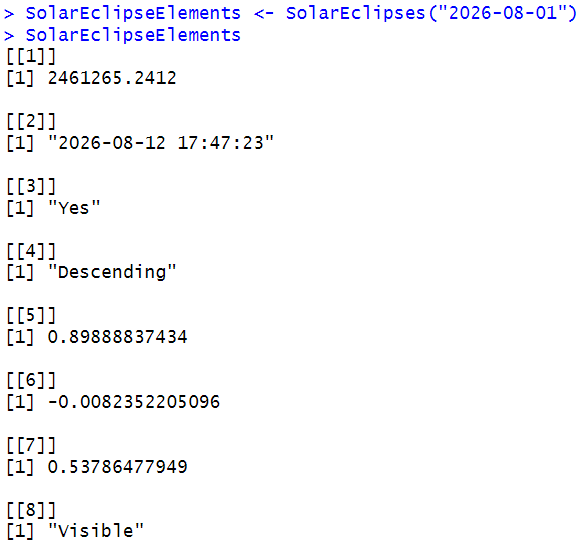 > SolarEclipseElements <- SolarEclipses("2026-08-01")
> SolarEclipseElements
[[1]]
[1] 2461265.2412
[[2]]
[1] "2026-08-12 17:47:23"
[[3]]
[1] "Yes"
[[4]]
[1] "Descending"
[[5]]
[1] 0.89888837434
[[6]]
[1] -0.0082352205096
[[7]]
[1] 0.53786477949
[[8]]
[1] "Visible"